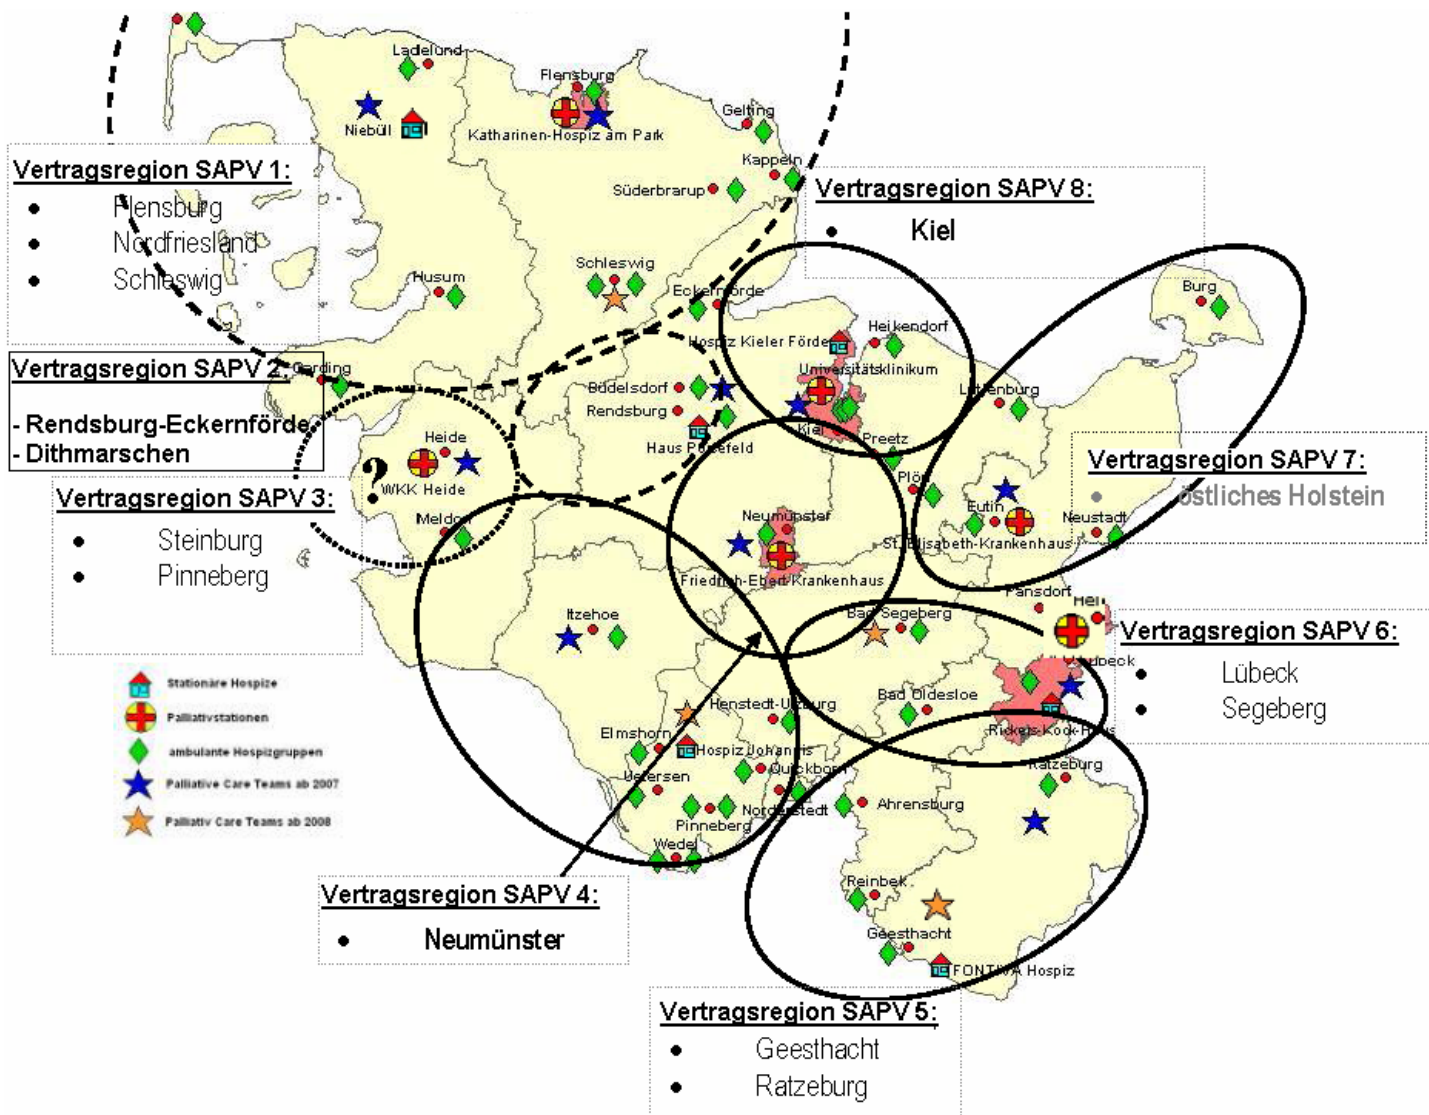 Ladelund
Flensburg
Niebüll
Katharinen-Hospiz am Park
Gelting
Kappeln
Süderbrarup
Vertragsregion SAPV 1:
• Flensburg
• Nordfriesland
• Schleswig
Vertragsregion SAPV 8:
• Kiel
Schleswig
Husum
Eckernförde
Burg
Hospiz Kieler Förde
Heikendorf
Universitätsklinikum
Vertragsregion SAPV 2:
- Rendsburg-Eckernförde
- Dithmarschen
Garding
Büdelsdorf
Rendsburg
Haus Porsefeld
Kiel
Lütjenburg
Preetz
Heide
?
WKK Heide
Meldorf
Vertragsregion SAPV 7:
• östliches Holstein
Plön
Eutin
Neustadt
St. Elisabeth-Krankenhaus
Vertragsregion SAPV 3:
• Steinburg
• Pinneberg
Neumünster
Friedrich-Ebert-Krankenhaus
Pansdorf
Itzehoe
Bad Segeberg
Vertragsregion SAPV 6:
• Lübeck
• Segeberg
Stationäre Hospize
Palliativstationen
ambulante Hospizgruppen
Palliative Care Teams ab 2007
Palliativ Care Teams ab 2008
Bad Oldesloe
Rickers-Kock-Haus
Henstedt-Ulzburg
Elmshorn
Hospiz Johannis
Quickborn
Uetersen
Norderstedt
Pinneberg
Wedel
Ratzeburg
Ahrensburg
Reinbek
Geesthacht
FONTIVA Hospiz
Vertragsregion SAPV 4:
• Neumünster
Vertragsregion SAPV 5:
• Geesthacht
• Ratzeburg